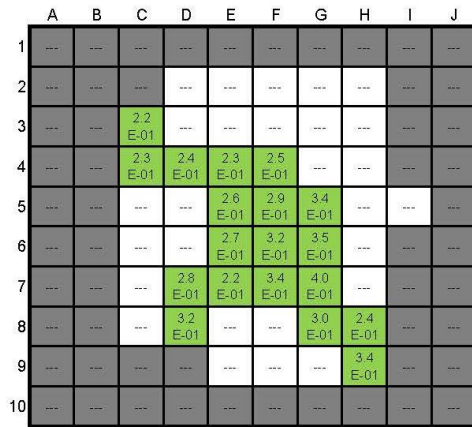 A B C D E F G H I J
1 --- --- --- --- --- --- --- --- --- ---
2 --- --- --- --- --- --- --- --- --- ---
3 --- --- 2.2 E-01 --- --- --- --- --- --- ---
4 --- --- 2.3 E-01 2.4 E-01 2.3 E-01 2.5 E-01 --- --- --- ---
5 --- --- --- --- 2.6 E-01 2.9 E-01 3.4 E-01 --- --- ---
6 --- --- --- --- 2.7 E-01 3.2 E-01 3.5 E-01 --- --- ---
7 --- --- --- 2.8 E-01 2.2 E-01 3.4 E-01 4.0 E-01 --- --- ---
8 --- --- --- 3.2 E-01 --- --- 3.0 E-01 2.4 E-01 --- ---
9 --- --- --- --- --- --- --- 3.4 E-01 --- ---
10 --- --- --- --- --- --- --- --- --- ---